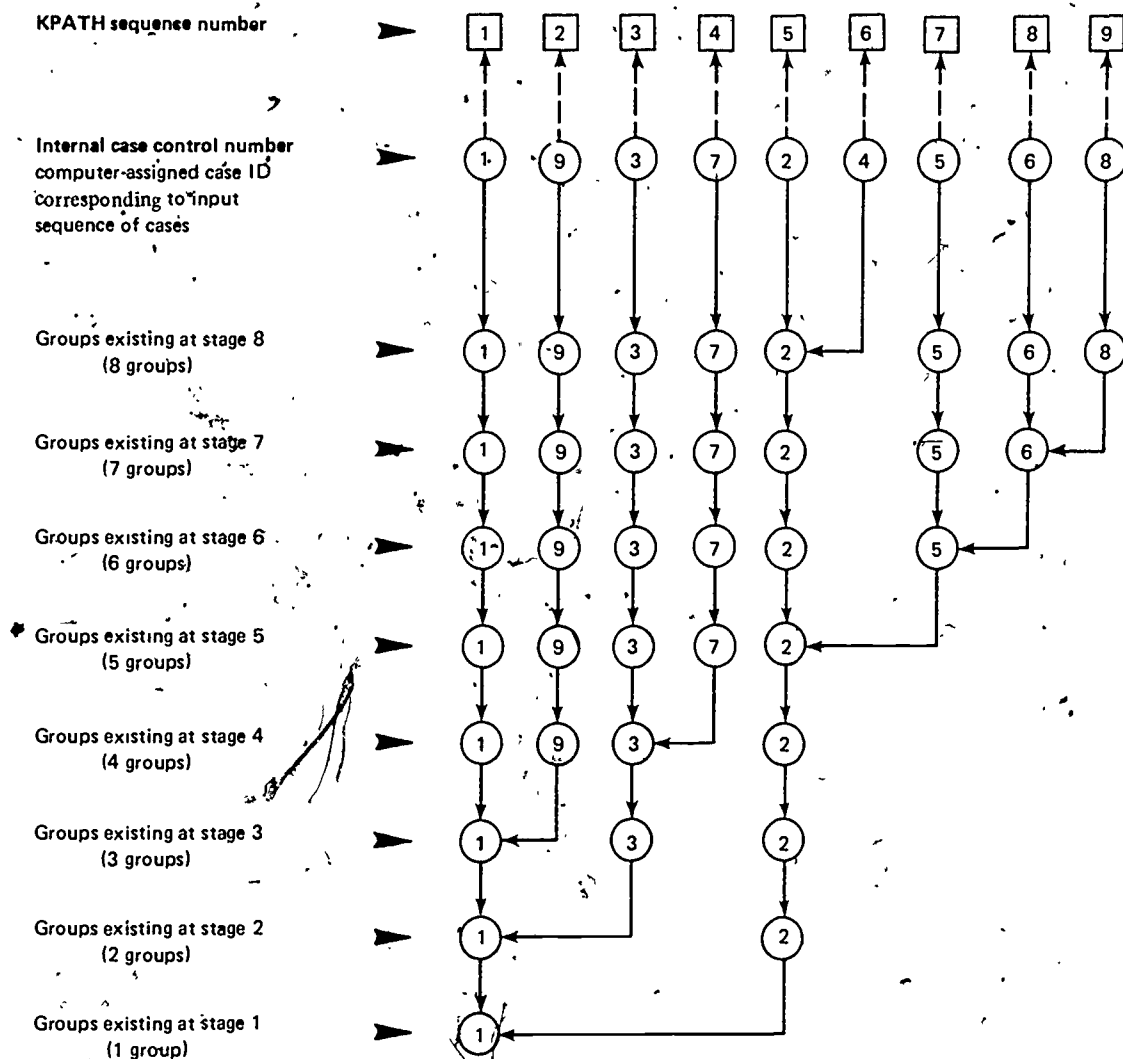 KPATH sequence number
1 2 3 4 5 6 7 8 9
Internal case control number
computer-assigned case ID
corresponding to input
sequence of cases
1 9 3 7 2 4 5 6 8
Groups existing at stage 8
(8 groups)
1 9 3 7 2 5 6 8
Groups existing at stage 7
(7 groups)
1 9 3 7 2 5 6
Groups existing at stage 6
(6 groups)
1 9 3 7 2 5
Groups existing at stage 5
(5 groups)
1 9 3 7 2
Groups existing at stage 4
(4 groups)
1 9 3 2
Groups existing at stage 3
(3 groups)
1 3 2
Groups existing at stage 2
(2 groups)
1 2
Groups existing at stage 1
(1 group)
1